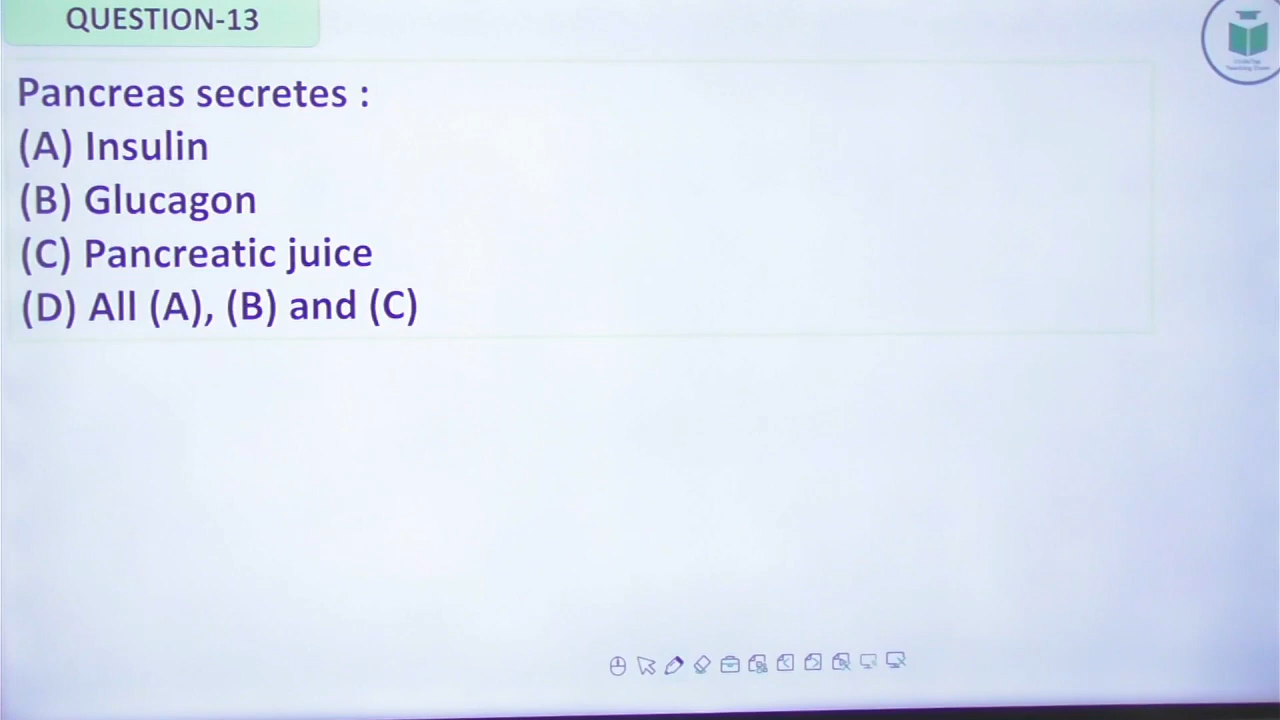 QUESTION-13
Pancreas secretes :
(A) Insulin
(B) Glucagon
(C) Pancreatic juice
(D) All (A), (B) and (C)